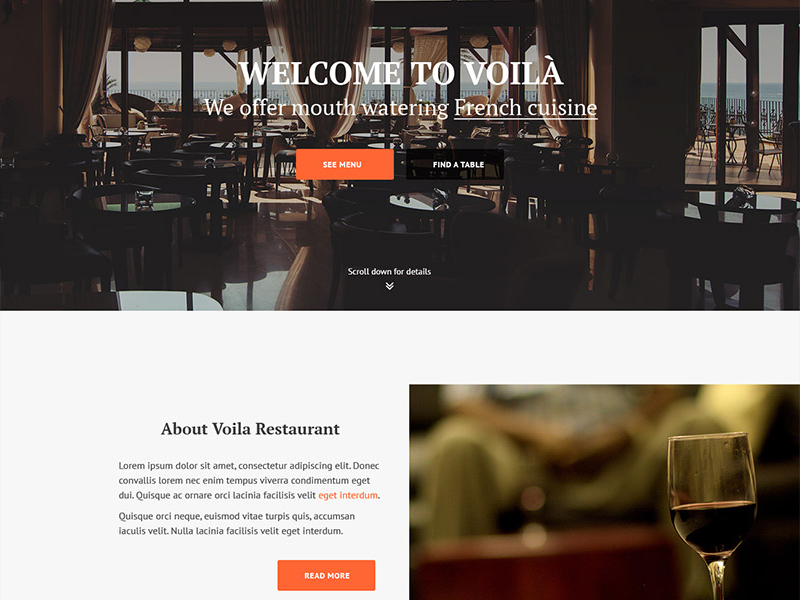 WELCOME TO VOILÀ
We offer mouth watering French cuisine
SEE MENU
FIND A TABLE
Scroll down for details
About Voila Restaurant
Lorem ipsum dolor sit amet, consectetur adipiscing elit. Donec
convallis lorem nec enim tempus viverra condimentum eget
dui. Quisque ac ornare orci lacinia facilisis velit eget interdum.
Quisque orci neque, euismod vitae turpis quis, accumsan
iaculis velit. Nulla lacinia facilisis velit eget interdum.
READ MORE